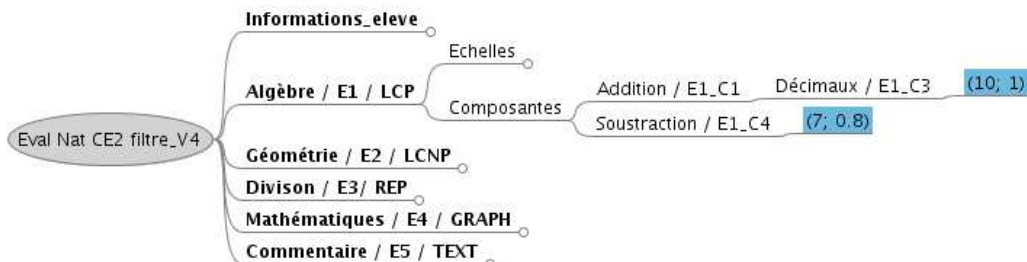 Informations_eleve
Echelles
Algèbre / E1 / LCP
Composantes
Addition / E1_C1
Décimaux / E1_C3
(10; 1)
Soustraction / E1_C4
(7; 0.8)
Eval Nat CE2 filtre_V4
Géométrie / E2 / LCNP
Divison / E3/ REP
Mathématiques / E4 / GRAPH
Commentaire / E5 / TEXT